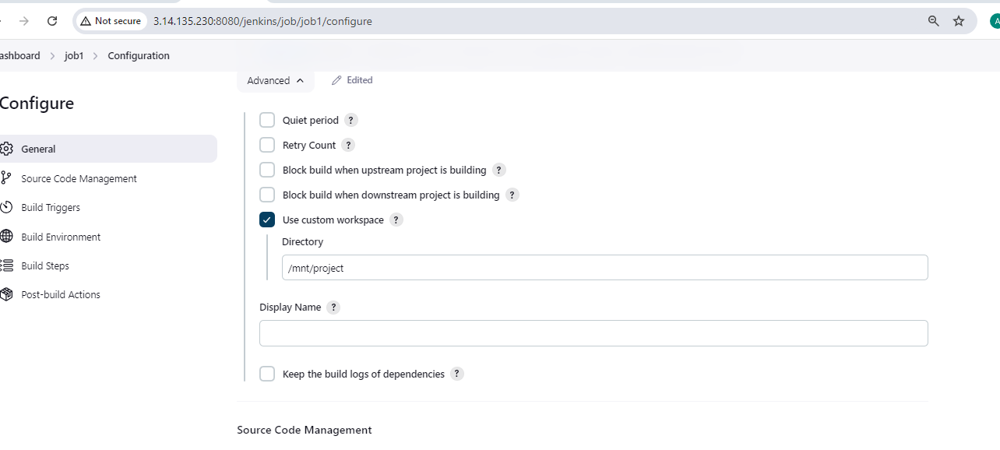 Not secure 3.14.135.230:8080/jenkins/job/job1/configure A
ashboard > job1 > Configuration
Advanced Edited
Configure
General
Source Code Management
Build Triggers
Build Environment
Build Steps
Post-build Actions
Quiet period ?
Retry Count ?
Block build when upstream project is building ?
Block build when downstream project is building ?
Use custom workspace ?
Directory
/mnt/project
Display Name ?
Keep the build logs of dependencies ?
Source Code Management